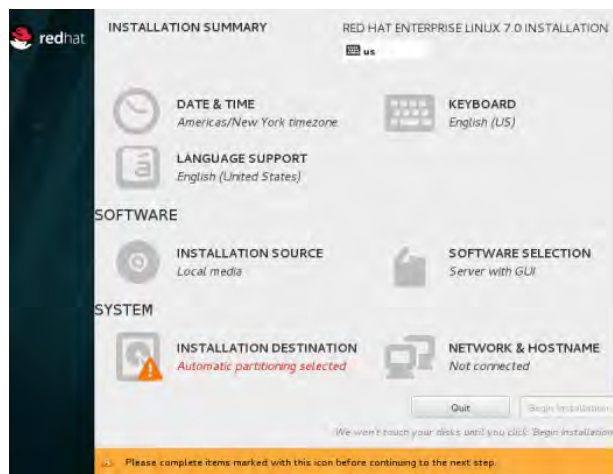 INSTALLATION SUMMARY
RED HAT ENTERPRISE LINUX 7.0 INSTALLATION
redhat
us
DATE & TIME
Americas/New York timezone
KEYBOARD
English (US)
LANGUAGE SUPPORT
English (United States)
SOFTWARE
INSTALLATION SOURCE
Local media
SOFTWARE SELECTION
Server with GUI
SYSTEM
INSTALLATION DESTINATION
Automatic partitioning selected
NETWORK & HOSTNAME
Not connected
Quit
Begin Installation
We won't touch your disks until you click 'Begin Installation
Please complete items marked with this icon before continuing to the next step.